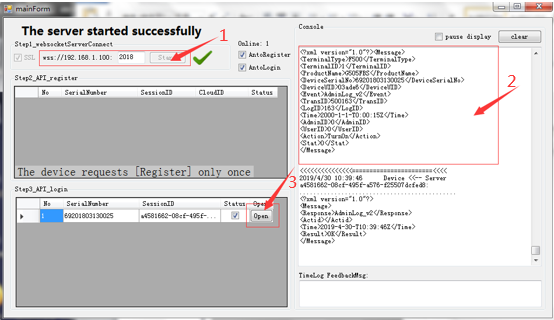 mainForm
The server started successfully
Step1_websocketServerConnect
SSL
wss://192.168.1.100:
2018
Start
1
Online: 1
AutoRegister
AutoLogin
Step2_API_register
No SerialNumber SessionID CloudID Status
The device requests [Register] only once
Step3_API_login
3
No SerialNumber SessionID Status Open
1 69201803130025 a4581662-08cf-495f-... Open
Console
pause display
clear
<?xml version="1.0"?><Message>
<TerminalType>F500</TerminalType>
<TerminalID>1</TerminalID>
<ProductName>G505FBS</ProductName>
<DeviceSerialNo>69201803130025</DeviceSerialNo>
<DeviceUID>03ade6</DeviceUID>
<Event>AdminLog_v2</Event>
<TransID>500163</TransID>
<LogID>163</LogID>
<Time>2000-1-1-T0:00:15Z</Time>
<AdminID>0</AdminID>
<UserID>0</UserID>
<Action>TurnOn</Action>
<Stat>0</Stat>
</Message>
2
2019/4/30 10:39:46 Device <-- Server
a4581662-08cf-495f-a576-f25507dcfed8:
<?xml version="1.0"?>
<Message>
<Response>AdminLog_v2</Response>
<Actid></Actid>
<Time>2019-4-30-T10:39:46Z</Time>
<Result>OK</Result>
</Message>
TimeLog FeedbackMsg: